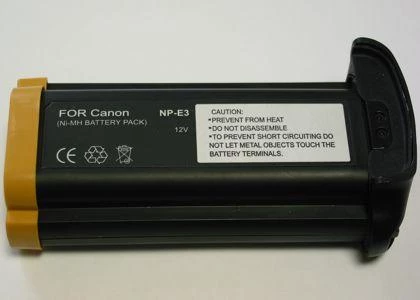 FOR Canon NP-E3
(Ni-MH BATTERY PACK) 12V
CAUTION:
•PREVENT FROM HEAT
•DO NOT DISASSEMBLE
•TO PREVENT SHORT CIRCUITING DO
NOT LET METAL OBJECTS TOUCH THE
BATTERY TERMINALS.